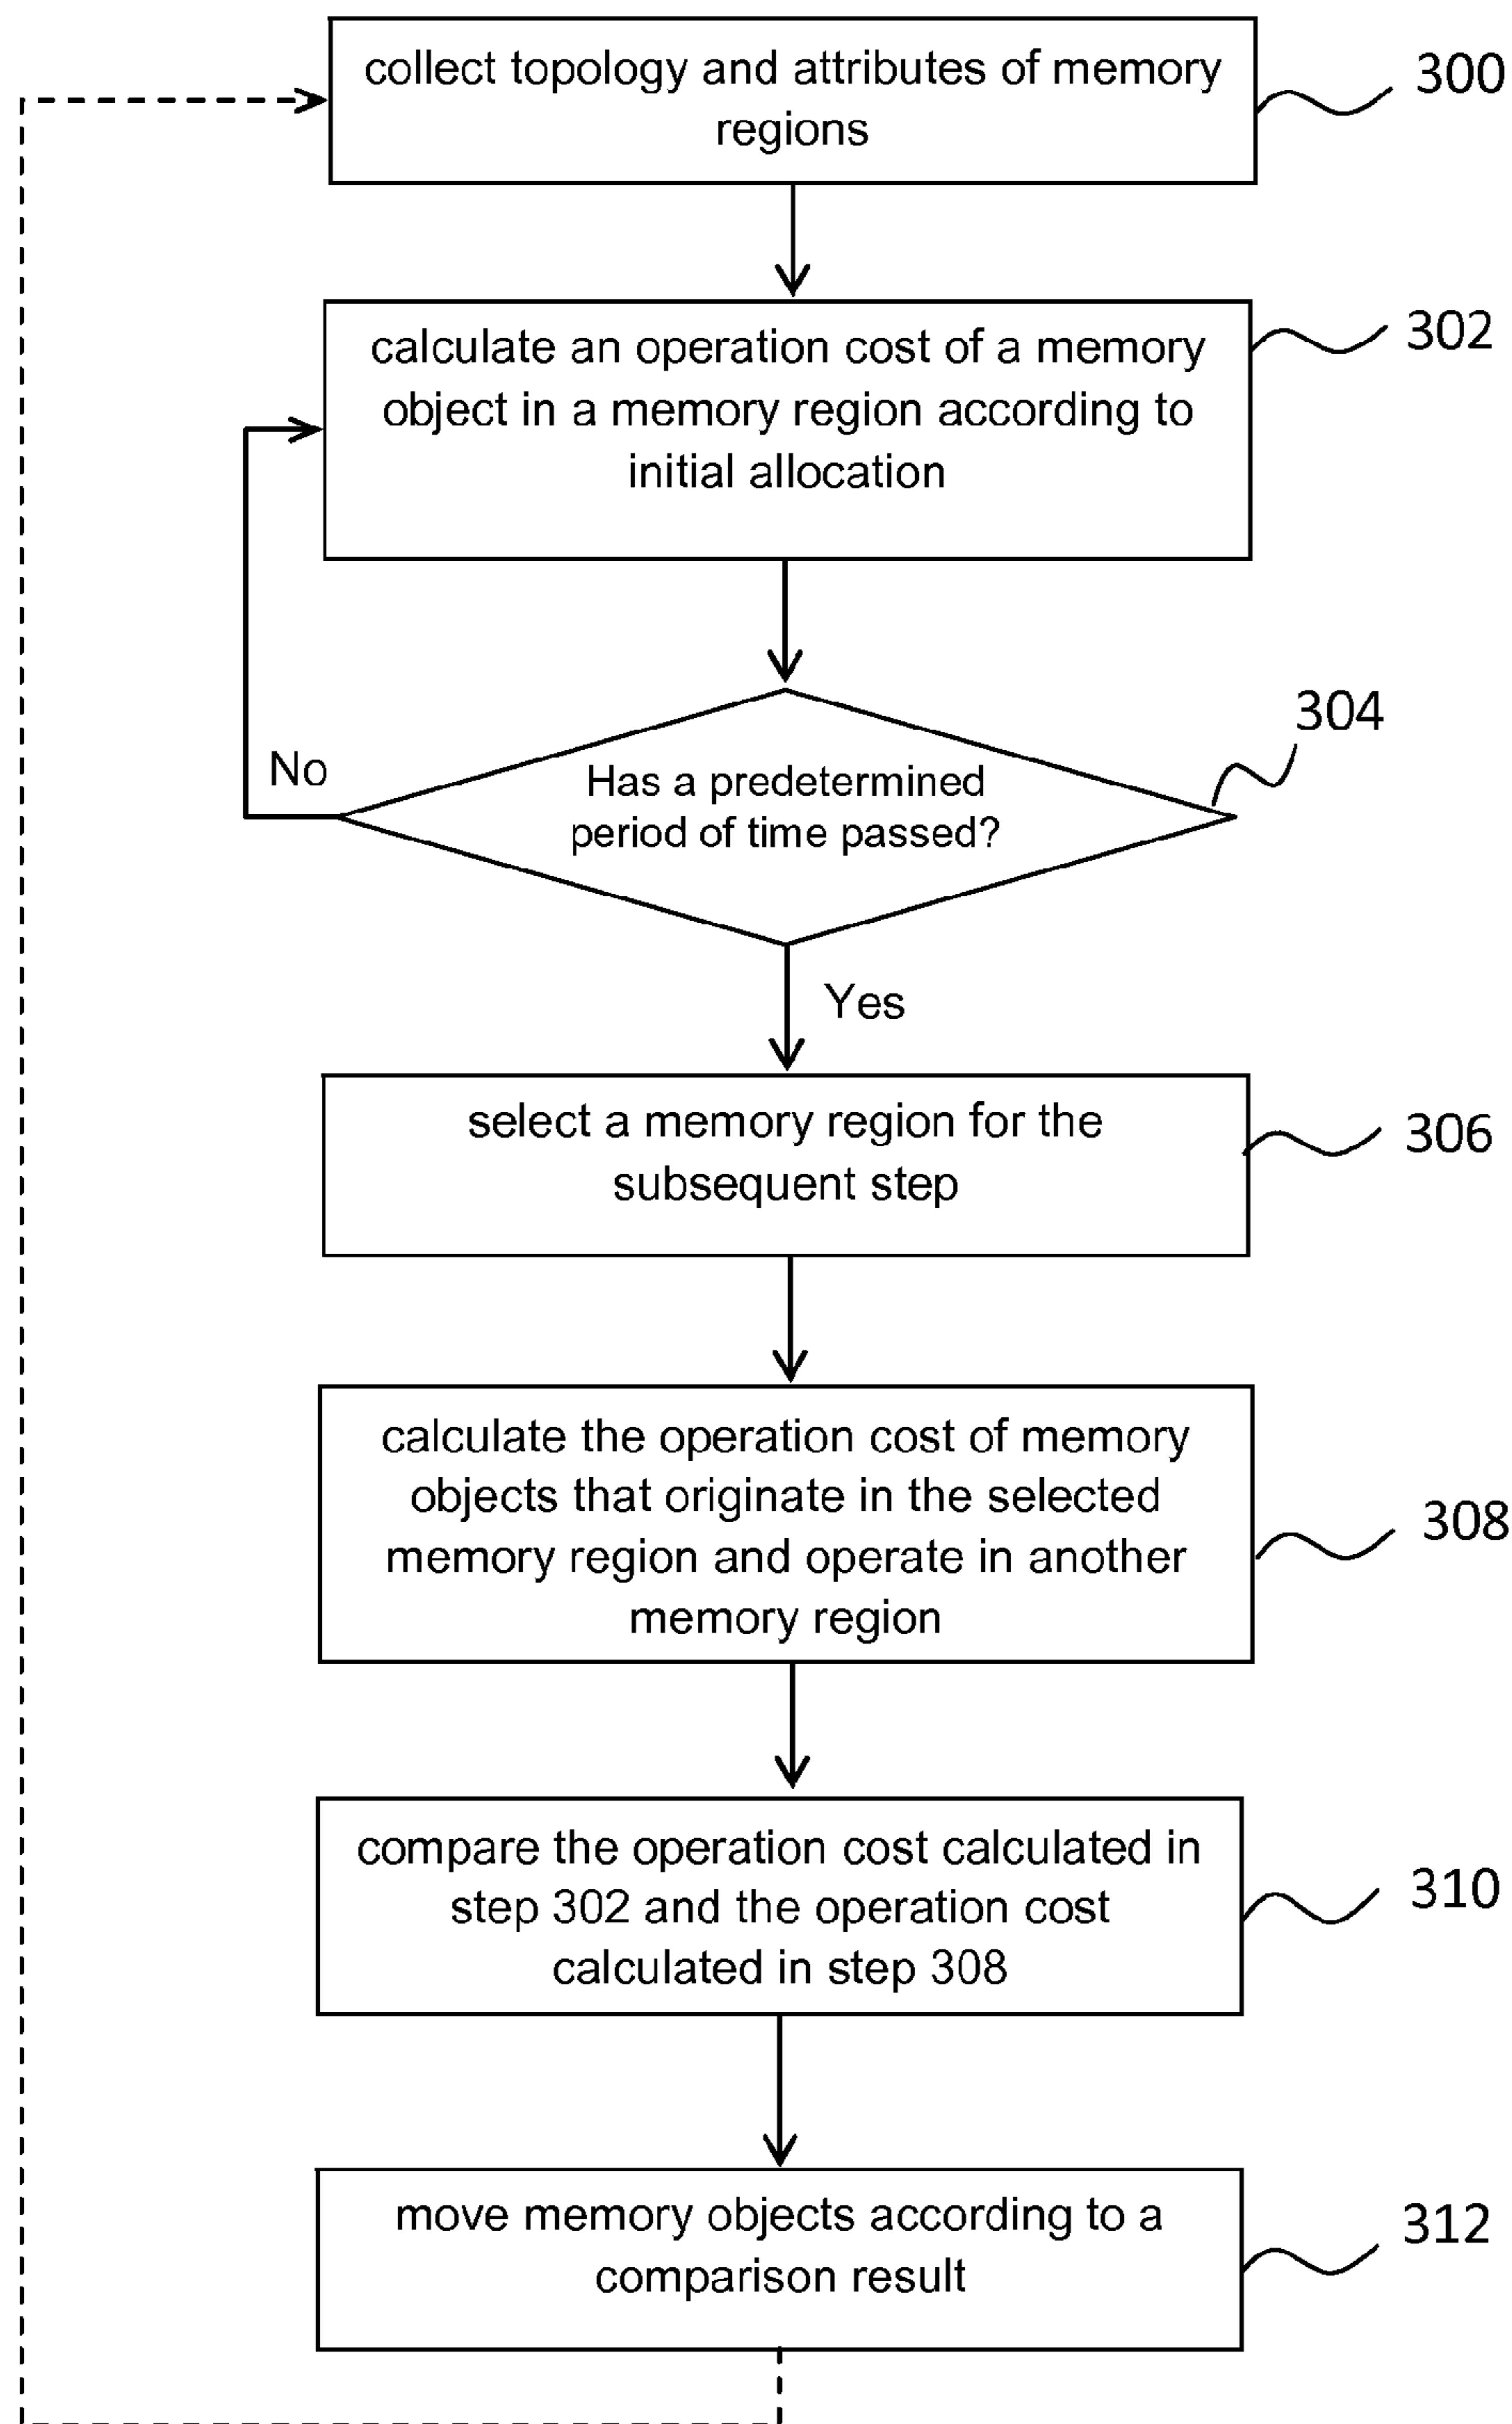 collect topology and attributes of memory
regions
300
calculate an operation cost of a memory
object in a memory region according to
initial allocation
302
304
No
Has a predetermined
period of time passed?
Yes
select a memory region for the
subsequent step
306
calculate the operation cost of memory
objects that originate in the selected
memory region and operate in another
memory region
308
compare the operation cost calculated in
step 302 and the operation cost
calculated in step 308
310
move memory objects according to a
comparison result
312